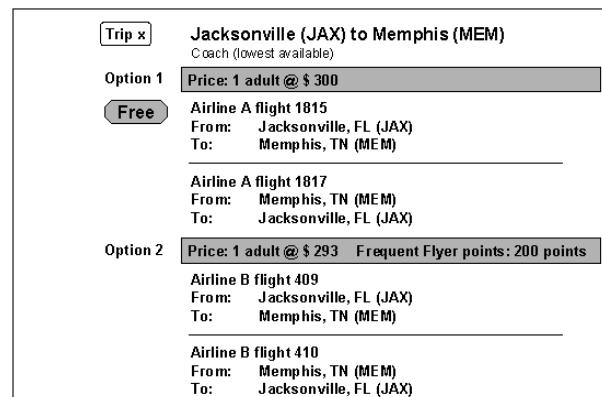 Trip x
Jacksonville (JAX) to Memphis (MEM)
Coach (lowest available)
Option 1
Price: 1 adult @ $ 300
Free
Airline A flight 1815
From: Jacksonville, FL (JAX)
To: Memphis, TN (MEM)
Airline A flight 1817
From: Memphis, TN (MEM)
To: Jacksonville, FL (JAX)
Option 2
Price: 1 adult @ $ 293 Frequent Flyer points: 200 points
Airline B flight 409
From: Jacksonville, FL (JAX)
To: Memphis, TN (MEM)
Airline B flight 410
From: Memphis, TN (MEM)
To: Jacksonville, FL (JAX)